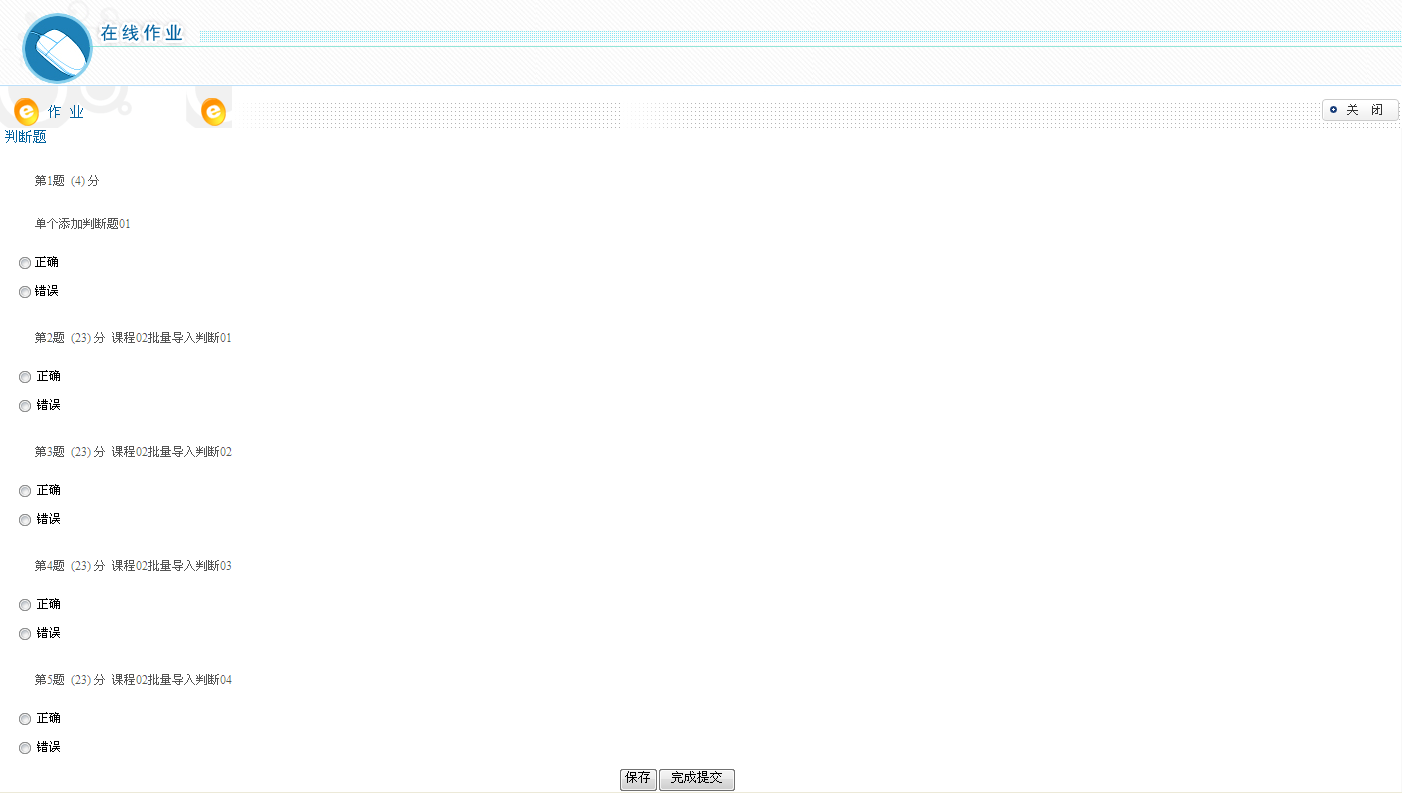 在线作业
作 业
关 闭
判断题
第1题 (4)分
单个添加判断题01
正确
错误
第2题 (23)分 课程02批量导入判断01
正确
错误
第3题 (23)分 课程02批量导入判断02
正确
错误
第4题 (23)分 课程02批量导入判断03
正确
错误
第5题 (23)分 课程02批量导入判断04
正确
错误
保存 完成提交